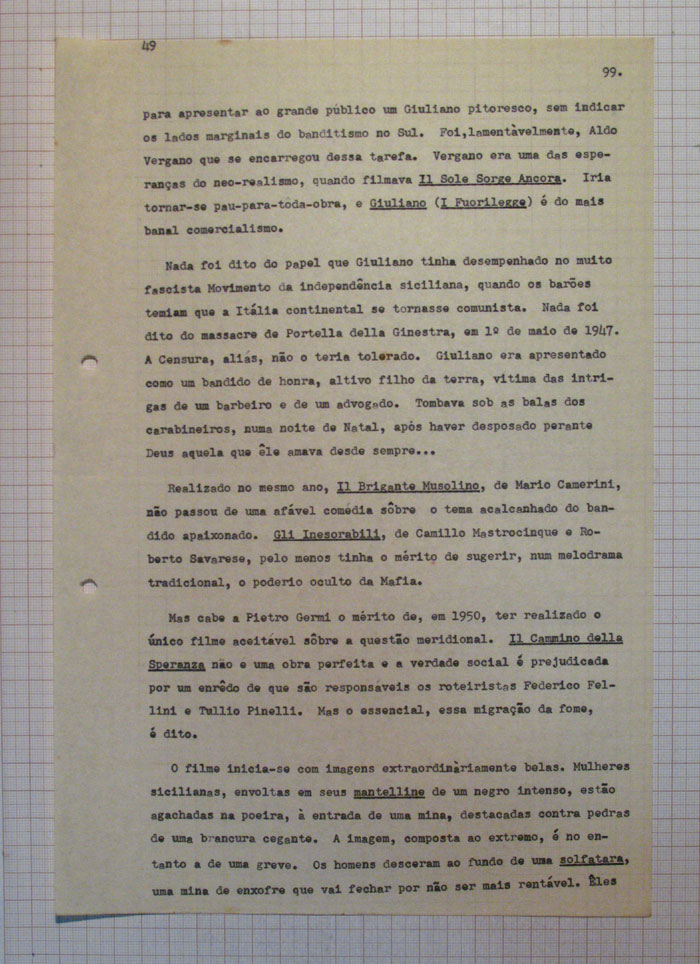 49
99.
para apresentar ao grande público um Giuliano pitoresco, sem indicar
os lados marginais do banditismo no Sul. Foi,lamentàvelmente, Aldo
Vergano que se encarregou dessa tarefa. Vergano era uma das espe-
ranças do neo-realismo, quando filmava Il Sole Sorge Ancora. Iria
tornar-se pau-para-tôda-obra, e Giuliano (I Fuorilegge) é do mais
banal comercialismo.
Nada foi dito do papel que Giuliano tinha desempenhado no muito
fascista Movimento da independência siciliana, quando os barões
temiam que a Itália continental se tornasse comunista. Nada foi
dito do massacre de Portella della Ginestra, em 1º de maio de 1947.
A Censura, aliás, não o teria tolerado. Giuliano era apresentado
como um bandido de honra, altivo filho da terra, vítima das intri-
gas de um barbeiro e de um advogado. Tombava sob as balas dos
carabineiros, numa noite de Natal, após haver desposado perante
Deus aquela que êle amava desde sempre...
Realizado no mesmo ano, Il Brigante Musolino, de Mario Camerini,
não passou de uma afável comédia sôbre o tema acalcanhado do ban-
dido apaixonado. Gli Inesorabili, de Camillo Mastrocinque e Ro-
berto Savarese, pelo menos tinha o mérito de sugerir, num melodrama
tradicional, o poderio oculto da Mafia.
Mas cabe a Pietro Germi o mérito de, em 1950, ter realizado o
único filme aceitável sôbre a questão meridional. Il Cammino della
Speranza não e uma obra perfeita e a verdade social é prejudicada
por um enrêdo de que são responsáveis os roteiristas Federico Fel-
lini e Tullio Pinelli. Mas o essencial, essa migração da fome,
é dito.
O filme inicia-se com imagens extraordinàriamente belas. Mulheres
sicilianas, envoltas em seus mantelline de um negro intenso, estão
agachadas na poeira, à entrada de uma mina, destacadas contra pedras
de uma brancura cegante. A imagem, composta ao extremo, é no en-
tanto a de uma greve. Os homens desceram ao fundo de uma solfatara,
uma mina de enxofre que vai fechar por não ser mais rentável. Êles